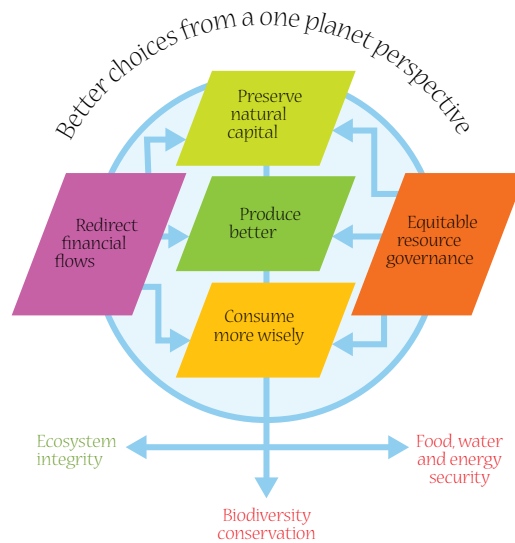 Better choices from a one planet perspective
Preserve
natural
capital
Redirect
financial
flows
Produce
better
Equitable
resource
governance
Consume
more wisely
Ecosystem
integrity
Food, water
and energy
security
Biodiversity
conservation